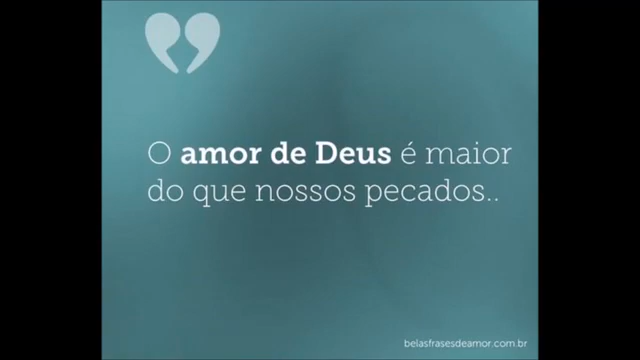 O amor de Deus é maior
do que nossos pecados..
belasfrasesdeamor.com.br